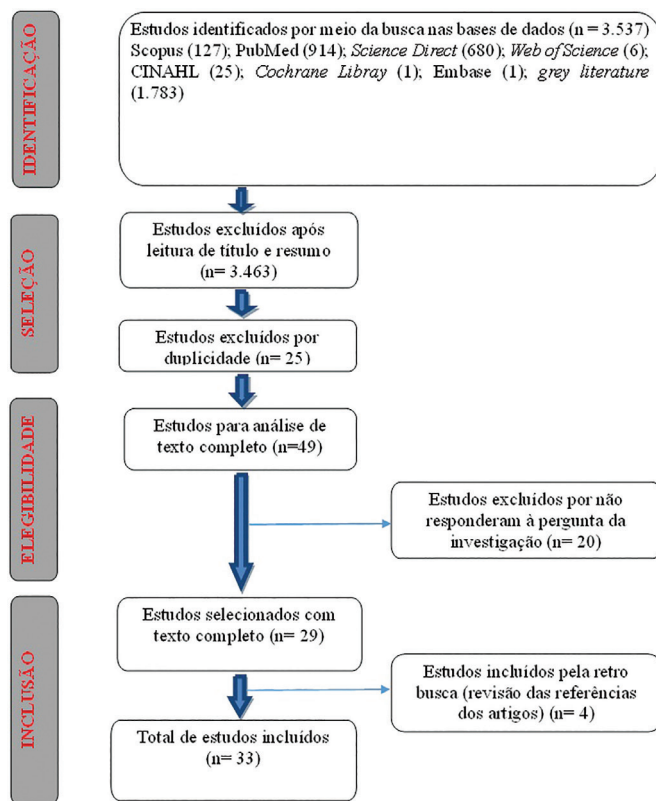 IDENTIFICAÇÃO
Estudos identificados por meio da busca nas bases de dados (n = 3.537)
Scopus (127); PubMed (914); Science Direct (680); Web of Science (6);
CINAHL (25); Cochrane Libray (1); Embase (1); grey literature
(1.783)
SELEÇÃO
Estudos excluídos após
leitura de título e resumo
(n= 3.463)
Estudos excluídos por
duplicidade (n= 25)
ELEGIBILIDADE
Estudos para análise de
texto completo (n=49)
Estudos excluídos por não
responderam à pergunta da
investigação (n= 20)
INCLUSÃO
Estudos selecionados com
texto completo (n= 29)
Estudos incluídos pela retro
busca (revisão das referências
dos artigos) (n= 4)
Total de estudos incluídos
(n= 33)